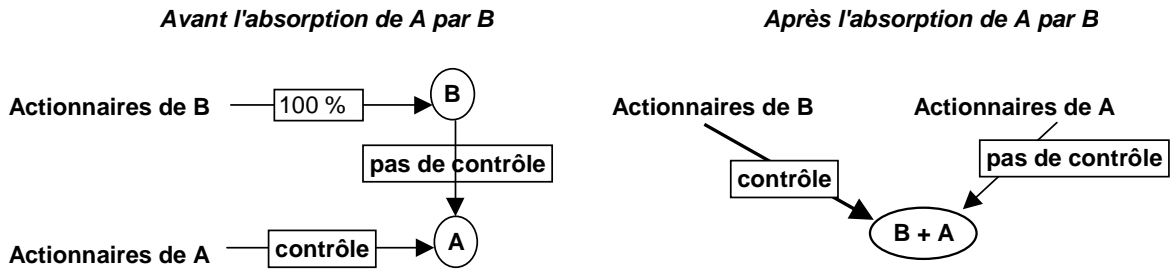 Avant l'absorption de A par B
Après l'absorption de A par B
Actionnaires de B
100 %
B
pas de contrôle
Actionnaires de A
contrôle
A
Actionnaires de B
Actionnaires de A
contrôle
pas de contrôle
B + A